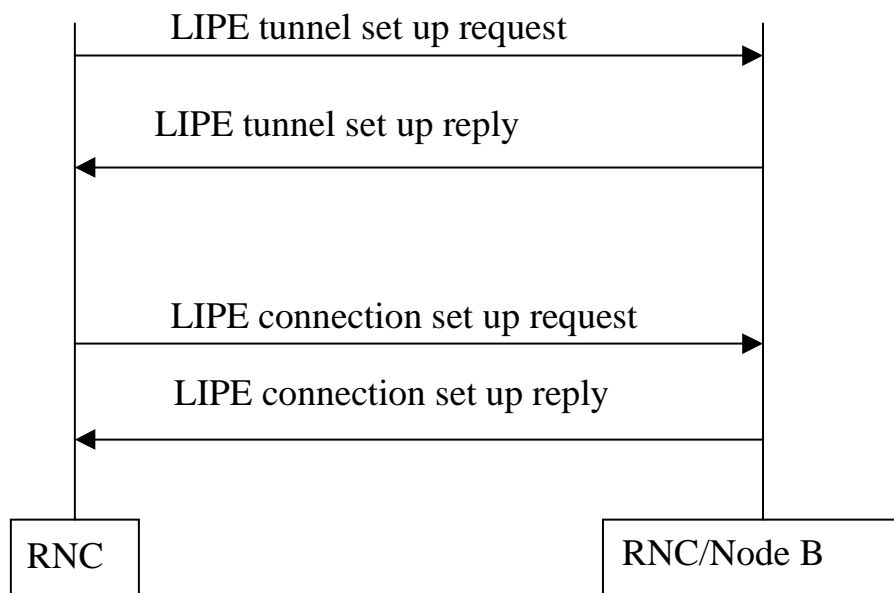 LIPE tunnel set up request
LIPE tunnel set up reply
LIPE connection set up request
LIPE connection set up reply
RNC
RNC/Node B